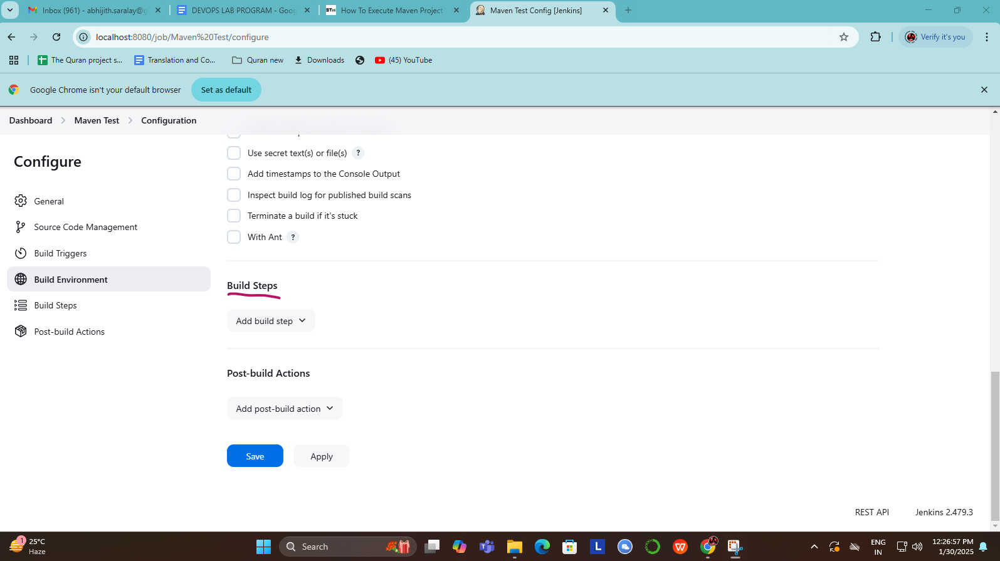 Inbox (961) - abhijith.saralay@g
DEVOPS LAB PROGRAM - Goog
How To Execute Maven Project
Maven Test Config [Jenkins]
localhost:8080/job/Maven%20Test/configure
Verify it's you
The Quran project s...
Translation and Co...
Quran new
Downloads
(45) YouTube
Google Chrome isn't your default browser
Set as default
Dashboard > Maven Test > Configuration
Configure
General
Source Code Management
Build Triggers
Build Environment
Build Steps
Post-build Actions
Use secret text(s) or file(s) ?
Add timestamps to the Console Output
Inspect build log for published build scans
Terminate a build if it's stuck
With Ant ?
Build Steps
Add build step
Post-build Actions
Add post-build action
Save
Apply
REST API
Jenkins 2.479.3
1
25°C
Haze
Search
L
W
ENG
IN
12:26:57 PM
1/30/2025